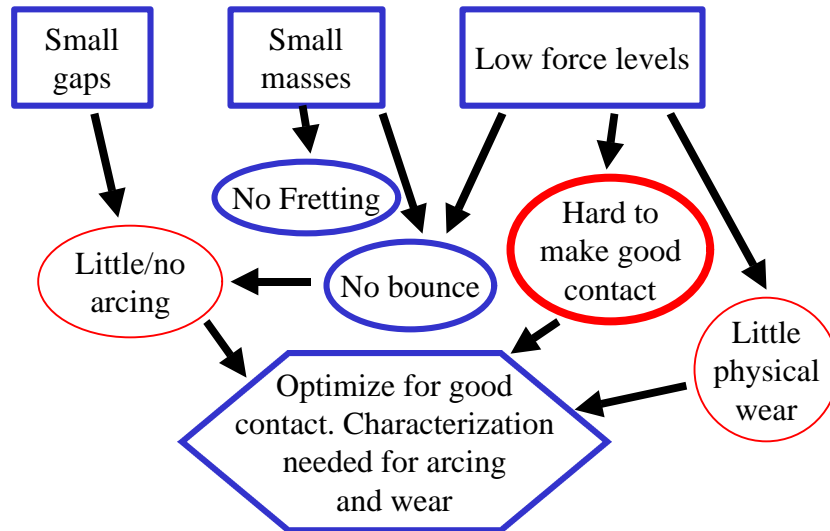 Small
gaps
Small
masses
Low force levels
No Fretting
Hard to
make good
contact
Little/no
arcing
No bounce
Little
physical
wear
Optimize for good
contact. Characterization
needed for arcing
and wear